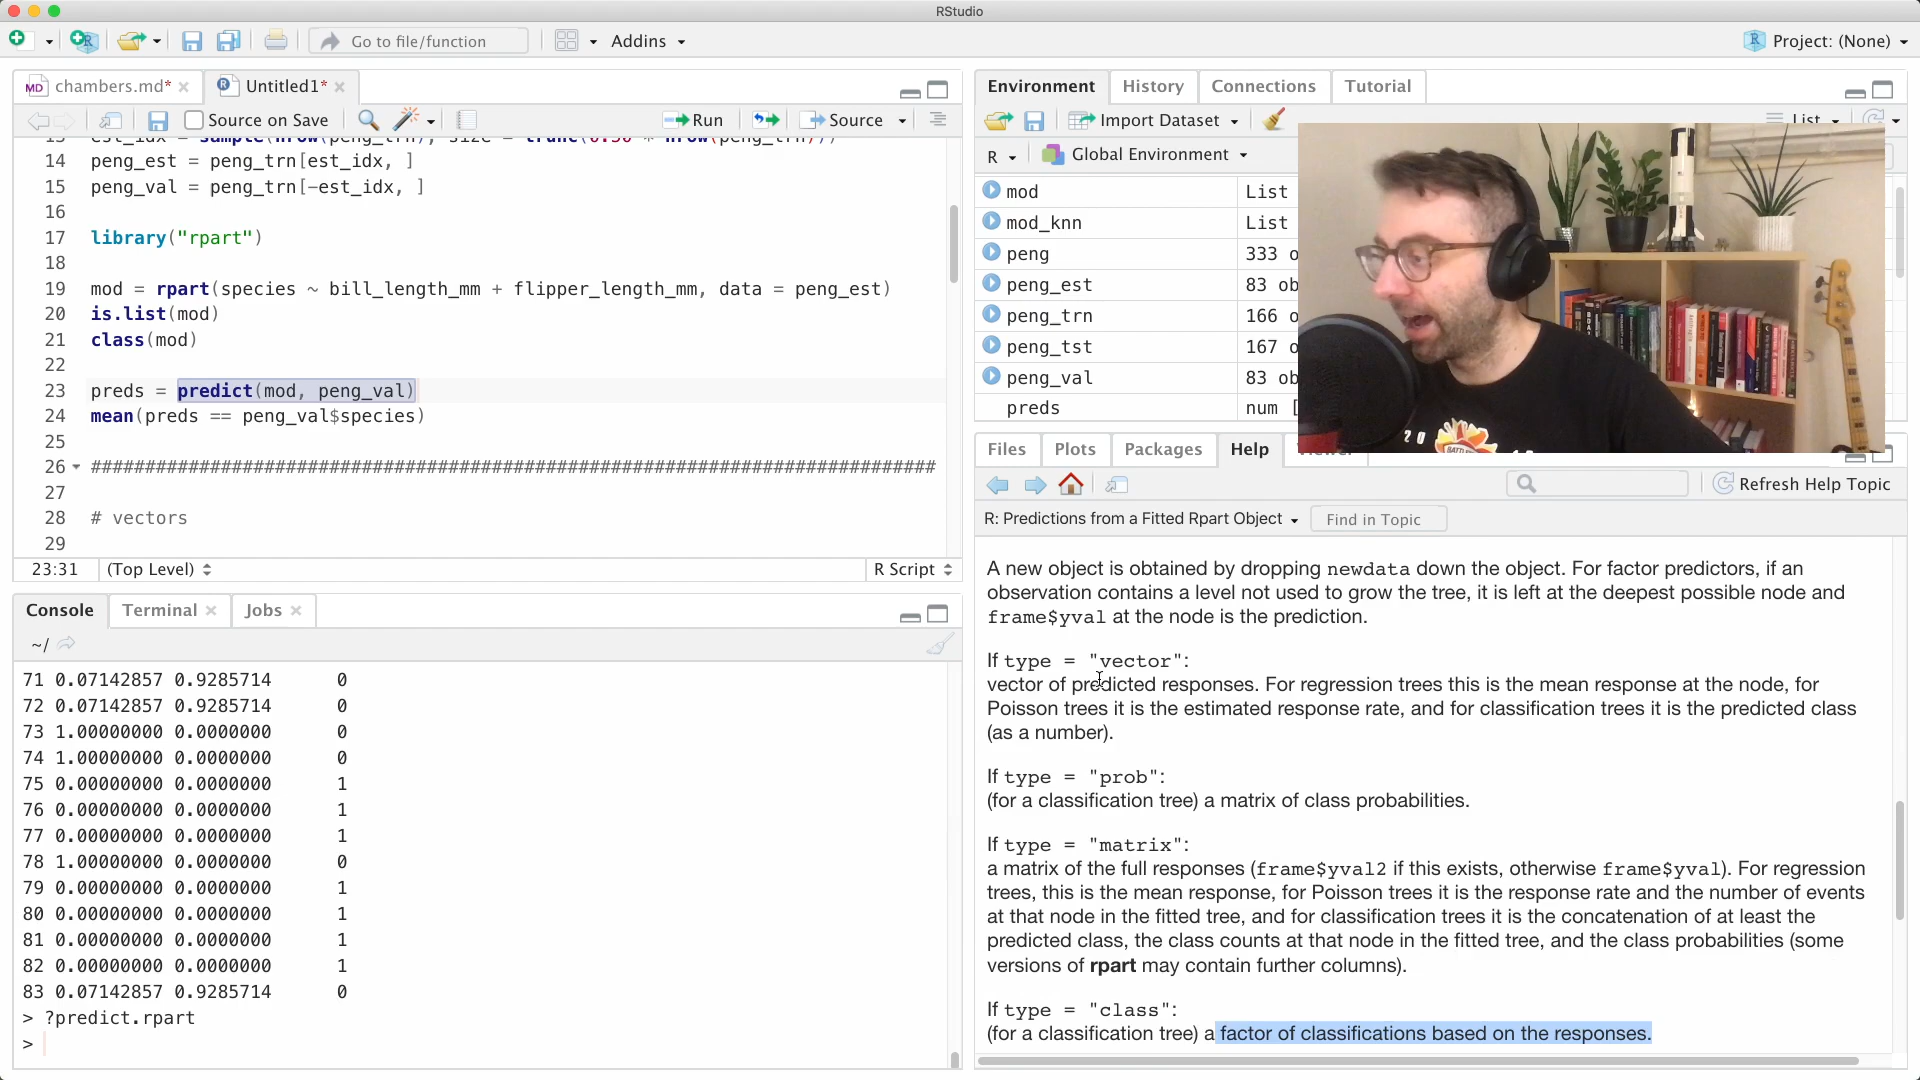 RStudio
Go to file/function
Addins
Project: (None)
MD chambers.md*
Untitled1*
Source on Save
Run
Source
14 peng_est = peng_trn[est_idx, ]
15 peng_val = peng_trn[-est_idx, ]
16
17 library("rpart")
18
19 mod = rpart(species ~ bill_length_mm + flipper_length_mm, data = peng_est)
20 is.list(mod)
21 class(mod)
22
23 preds = predict(mod, peng_val)
24 mean(preds == peng_val$species)
25
26 ##############################################################################
27
28 # vectors
29
23:31 (Top Level)
R Script
Console
Terminal
Jobs
~/
71 0.07142857 0.9285714 0
72 0.07142857 0.9285714 0
73 1.00000000 0.0000000 0
74 1.00000000 0.0000000 0
75 0.00000000 0.0000000 1
76 0.00000000 0.0000000 1
77 0.00000000 0.0000000 1
78 1.00000000 0.0000000 0
79 0.00000000 0.0000000 1
80 0.00000000 0.0000000 1
81 0.00000000 0.0000000 1
82 0.00000000 0.0000000 1
83 0.07142857 0.9285714 0
> ?predict.rpart
>
Environment
History
Connections
Tutorial
Import Dataset
List
R
Global Environment
mod List
mod_knn List
peng 333 o
peng_est 83 ob
peng_trn 166 o
peng_tst 167 o
peng_val 83 ob
preds num [
Files
Plots
Packages
Help
Refresh Help Topic
R: Predictions from a Fitted Rpart Object
Find in Topic
A new object is obtained by dropping newdata down the object. For factor predictors, if an
observation contains a level not used to grow the tree, it is left at the deepest possible node and
frame$yval at the node is the prediction.
If type = "vector":
vector of predicted responses. For regression trees this is the mean response at the node, for
Poisson trees it is the estimated response rate, and for classification trees it is the predicted class
(as a number).
If type = "prob":
(for a classification tree) a matrix of class probabilities.
If type = "matrix":
a matrix of the full responses (frame$yval2 if this exists, otherwise frame$yval). For regression
trees, this is the mean response, for Poisson trees it is the response rate and the number of events
at that node in the fitted tree, and for classification trees it is the concatenation of at least the
predicted class, the class counts at that node in the fitted tree, and the class probabilities (some
versions of rpart may contain further columns).
If type = "class":
(for a classification tree) a factor of classifications based on the responses.